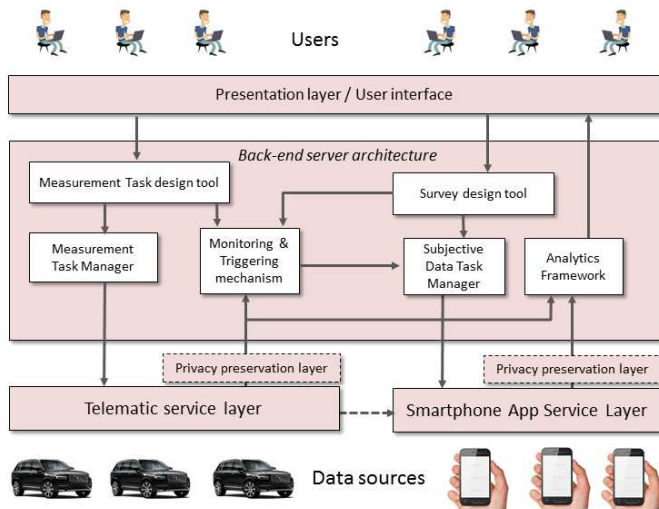 Users
Presentation layer / User interface
Back-end server architecture
Measurement Task design tool
Survey design tool
Measurement
Task Manager
Monitoring &
Triggering
mechanism
Subjective
Data Task
Manager
Analytics
Framework
Privacy preservation layer
Privacy preservation layer
Telematic service layer
Smartphone App Service Layer
Data sources